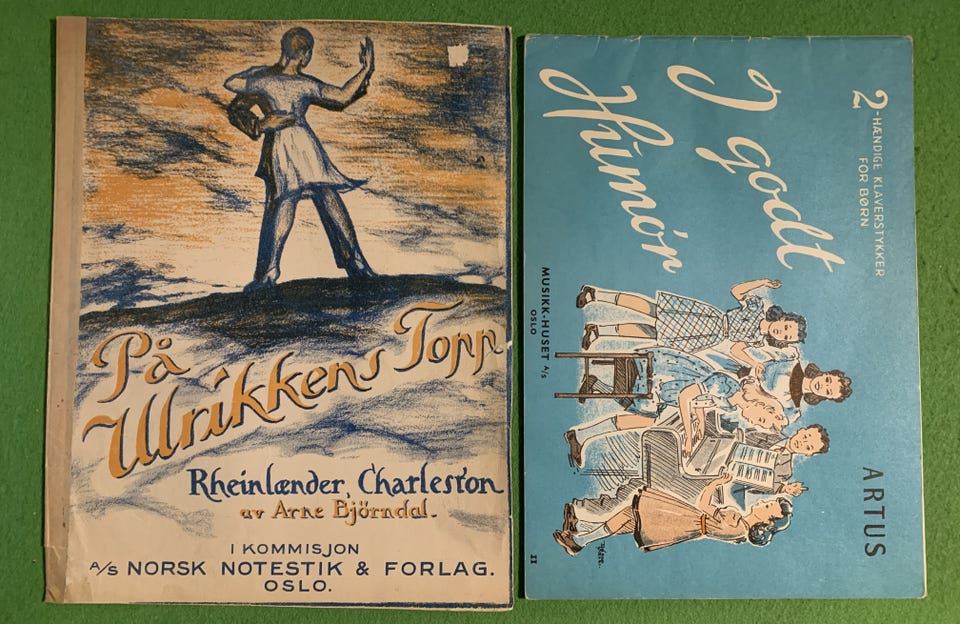 På
Ulrikkens Topp
Rheinlænder, Charleston
av Arne Björndal.
I KOMMISJON
A/S NORSK NOTESTIK & FORLAG.
OSLO.
2-HÆNDIGE KLAVERSTYKKER
FOR BØRN
I godt
Humør
ARTUS
MUSIKK-HUSET A/S
OSLO
II